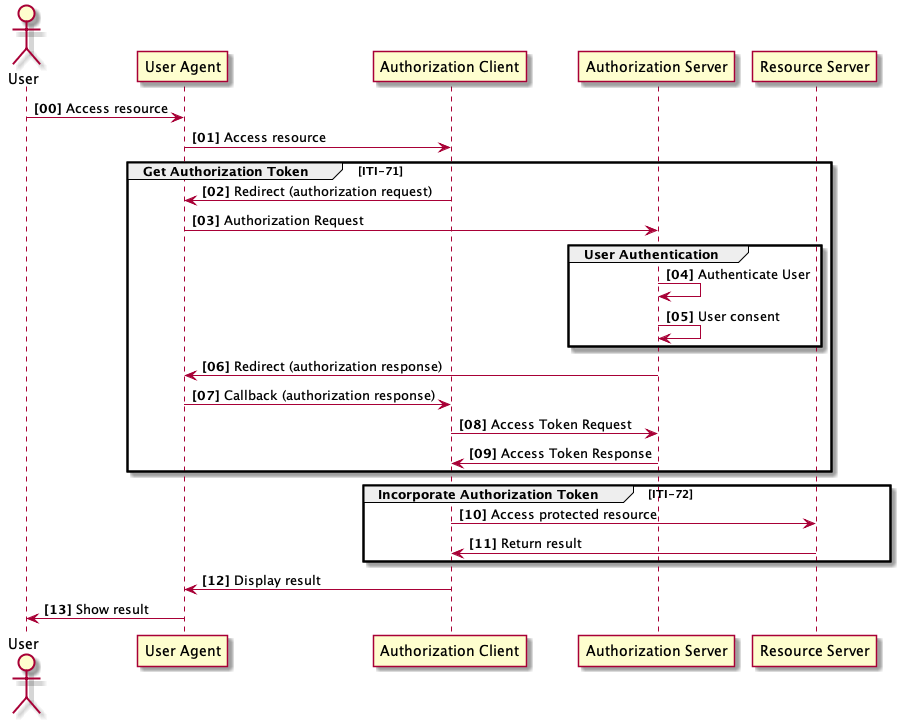 User
User Agent
Authorization Client
Authorization Server
Resource Server
[00] Access resource
[01] Access resource
Get Authorization Token [ITI-71]
[02] Redirect (authorization request)
[03] Authorization Request
User Authentication
[04] Authenticate User
[05] User consent
[06] Redirect (authorization response)
[07] Callback (authorization response)
[08] Access Token Request
[09] Access Token Response
Incorporate Authorization Token [ITI-72]
[10] Access protected resource
[11] Return result
[12] Display result
[13] Show result
User
User Agent
Authorization Client
Authorization Server
Resource Server